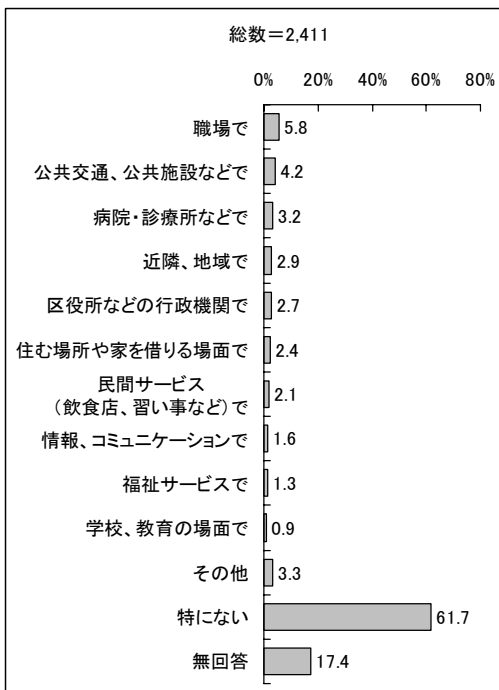 総数＝2,411
0% 20% 40% 60% 80%
職場で 5.8
公共交通、公共施設などで 4.2
病院・診療所などで 3.2
近隣、地域で 2.9
区役所などの行政機関で 2.7
住む場所や家を借りる場面で 2.4
民間サービス
（飲食店、習い事など）で 2.1
情報、コミュニケーションで 1.6
福祉サービスで 1.3
学校、教育の場面で 0.9
その他 3.3
特にない 61.7
無回答 17.4